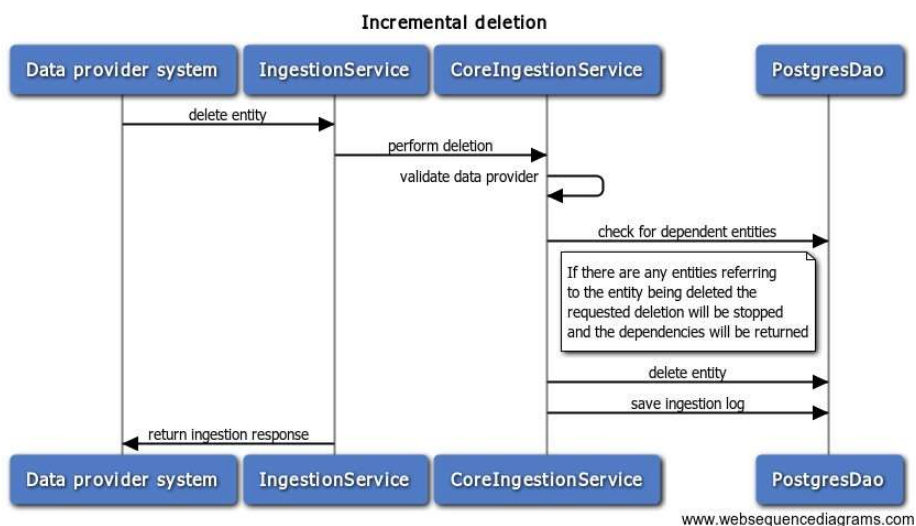 Incremental deletion
Data provider system
IngestionService
CoreIngestionService
PostgresDao
delete entity
perform deletion
validate data provider
check for dependent entities
If there are any entities referring
to the entity being deleted the
requested deletion will be stopped
and the dependencies will be returned
delete entity
save ingestion log
return ingestion response
Data provider system
IngestionService
CoreIngestionService
PostgresDao
www.websequencediagrams.com